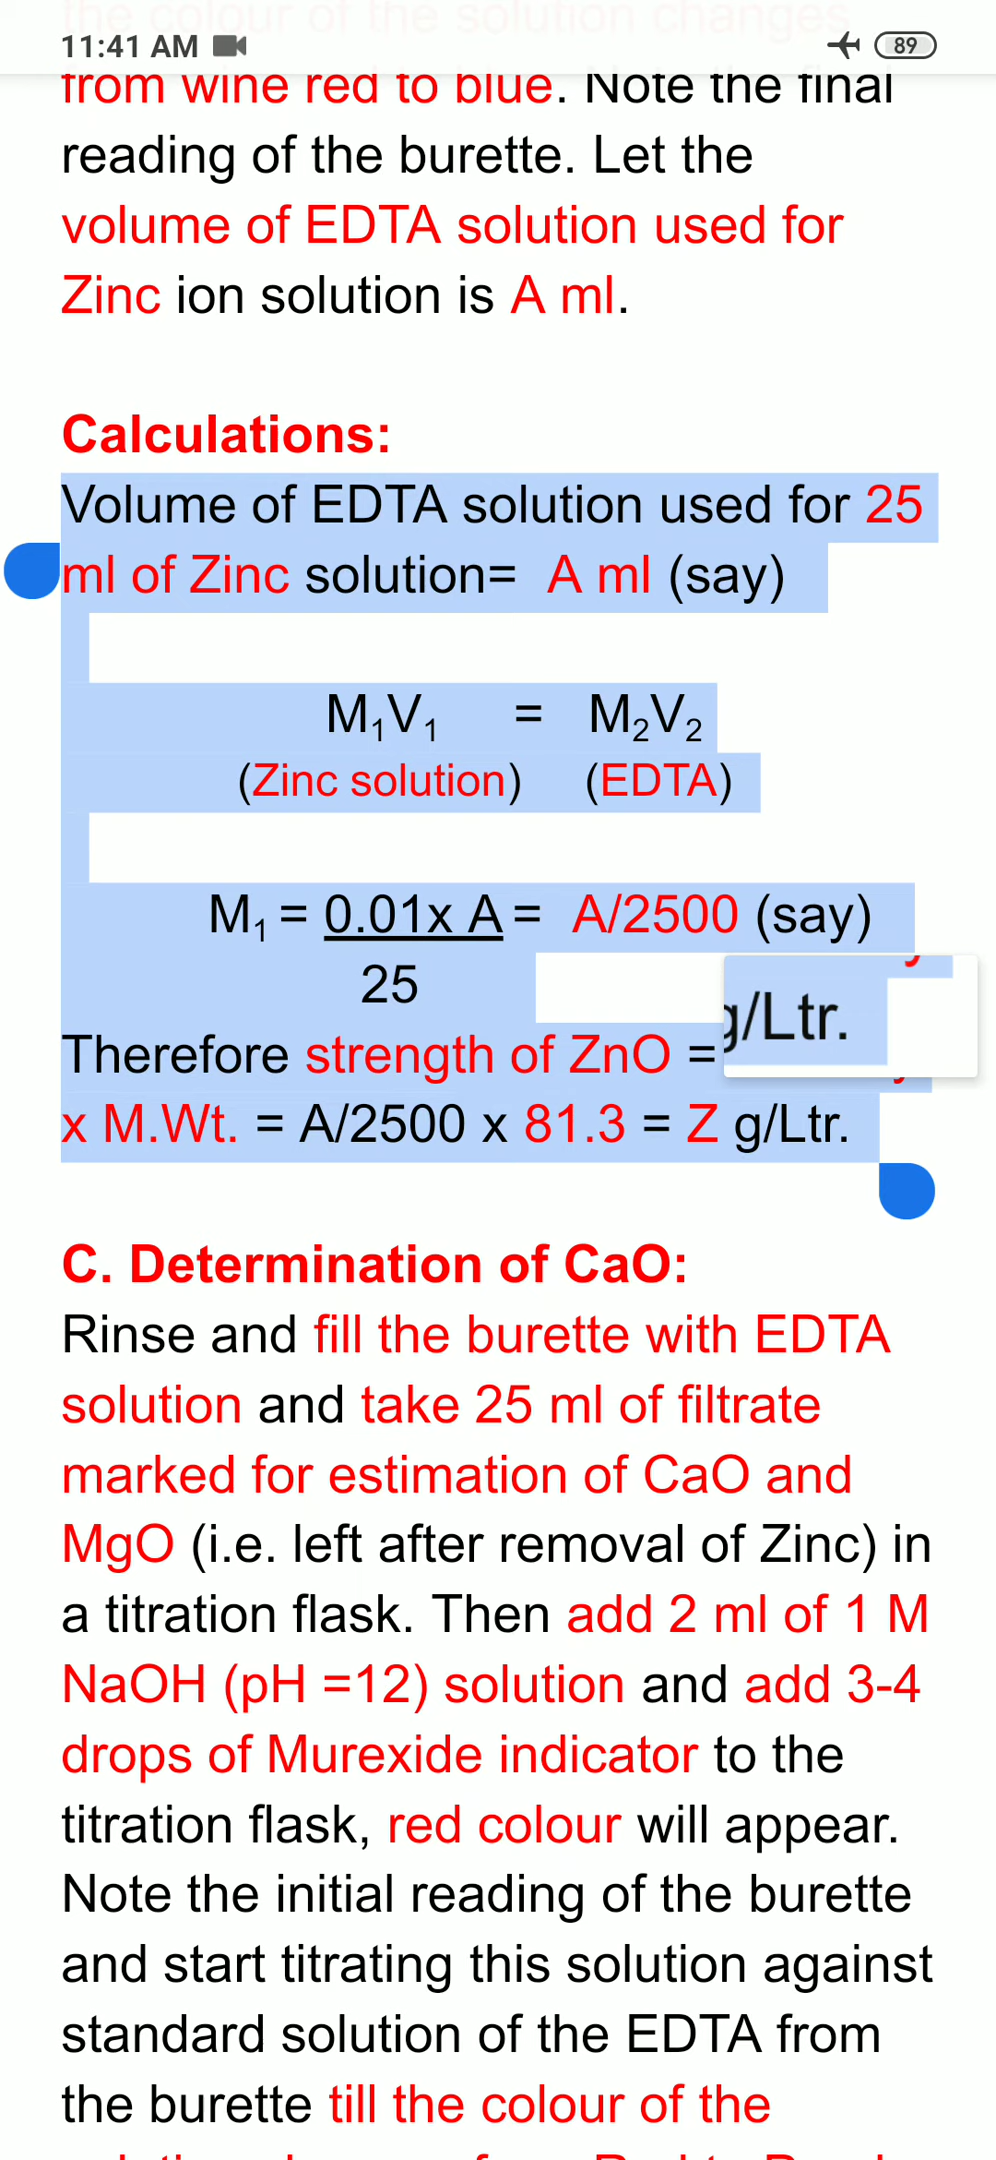 the colour of the solution changes
11:41 AM 89
from wine red to blue. Note the final
reading of the burette. Let the
volume of EDTA solution used for
Zinc ion solution is A ml.
Calculations:
Volume of EDTA solution used for 25
ml of Zinc solution= A ml (say)
M₁V₁ = M₂V₂
(Zinc solution) (EDTA)
M₁ = 0.01x A = A/2500 (say)
25
g/Ltr.
Therefore strength of ZnO =
x M.Wt. = A/2500 x 81.3 = Z g/Ltr.
C. Determination of CaO:
Rinse and fill the burette with EDTA
solution and take 25 ml of filtrate
marked for estimation of CaO and
MgO (i.e. left after removal of Zinc) in
a titration flask. Then add 2 ml of 1 M
NaOH (pH =12) solution and add 3-4
drops of Murexide indicator to the
titration flask, red colour will appear.
Note the initial reading of the burette
and start titrating this solution against
standard solution of the EDTA from
the burette till the colour of the